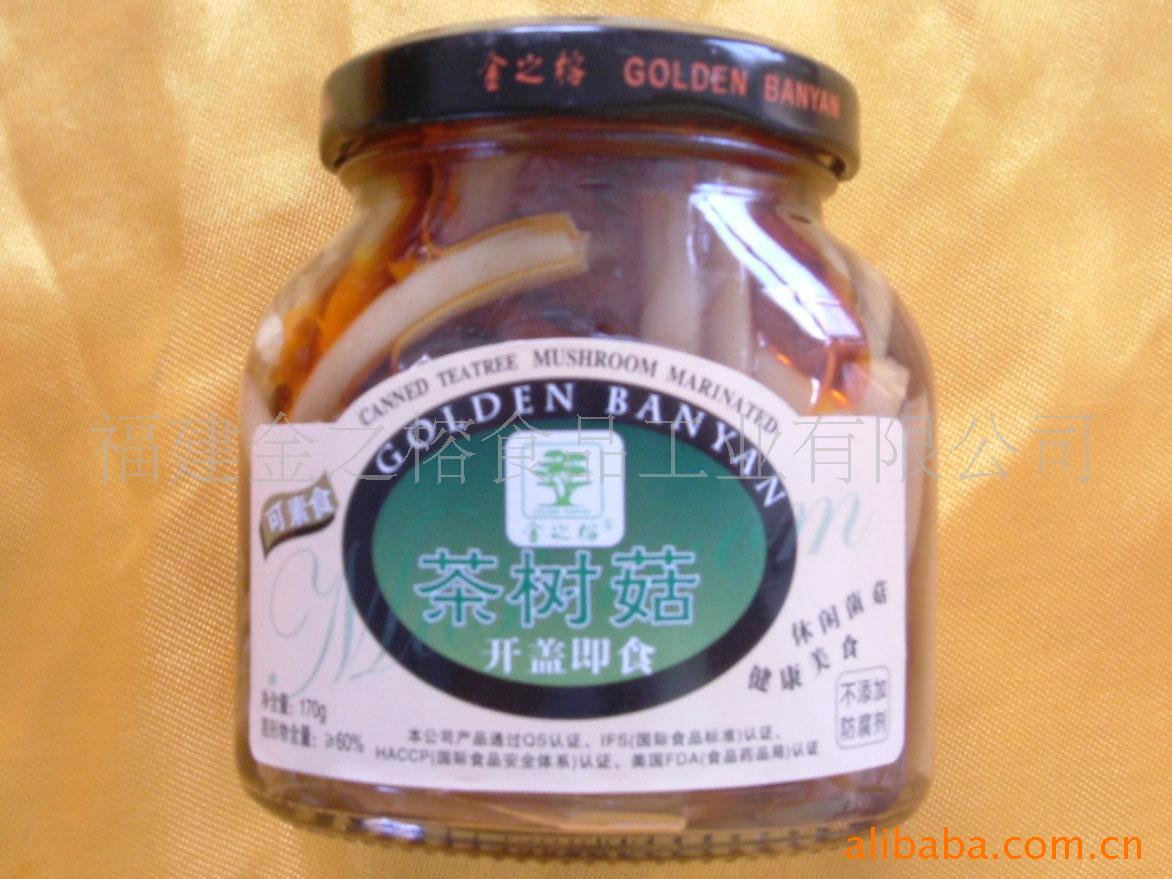 金之榕 GOLDEN BANYAN
CANNED TEATREE MUSHROOM MARINATED
GOLDEN BANYAN
福建金之榕食品工业有限公司
可素食
金之榕®
茶树菇
开盖即食
休闲菌菇
健康美食
净含量：170g
固形物含量：≥60%
不添加
防腐剂
本公司产品通过QS认证、IFS(国际食品标准)认证、
HACCP(国际食品安全体系)认证、美国FDA(食品药品局)认证
alibaba.com.cn